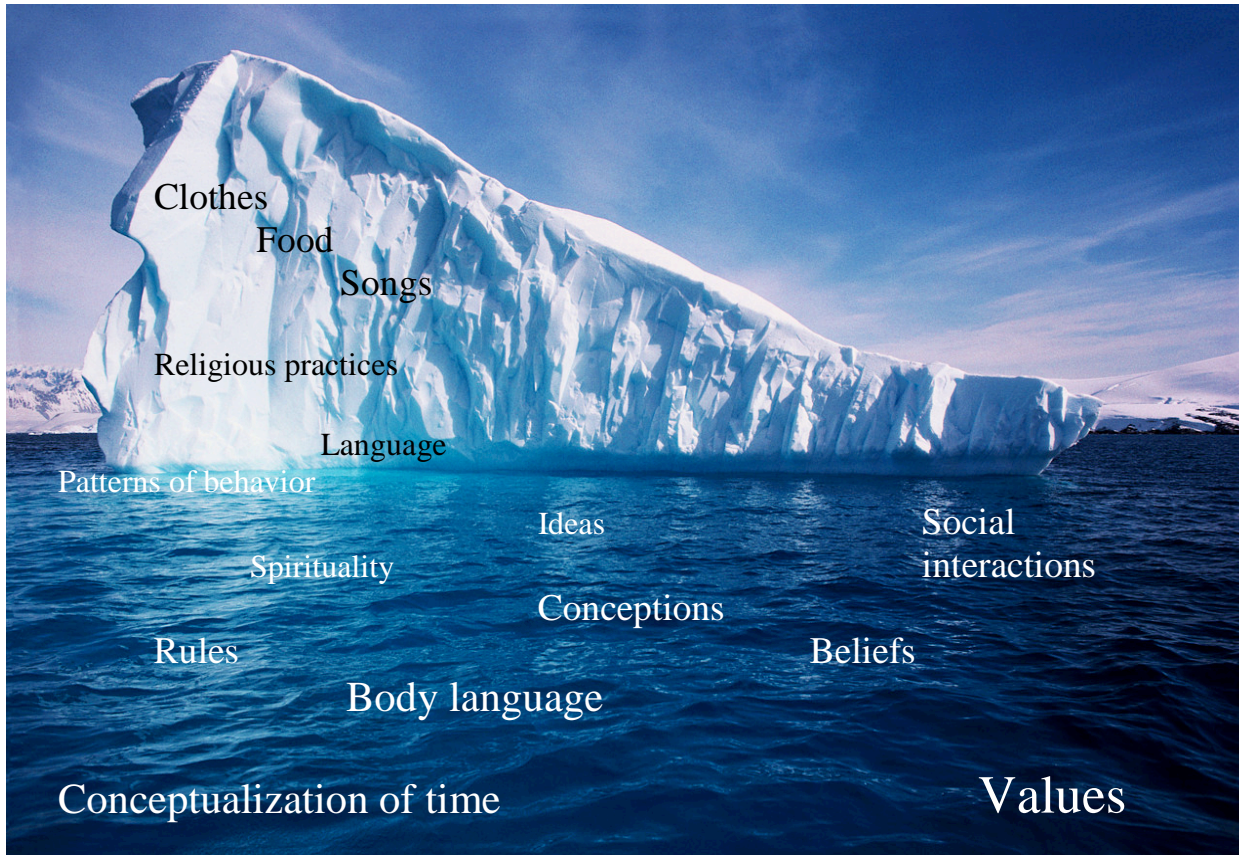 Clothes
Food
Songs
Religious practices
Language
Patterns of behavior
Ideas
Social
interactions
Spirituality
Conceptions
Rules
Beliefs
Body language
Conceptualization of time
Values